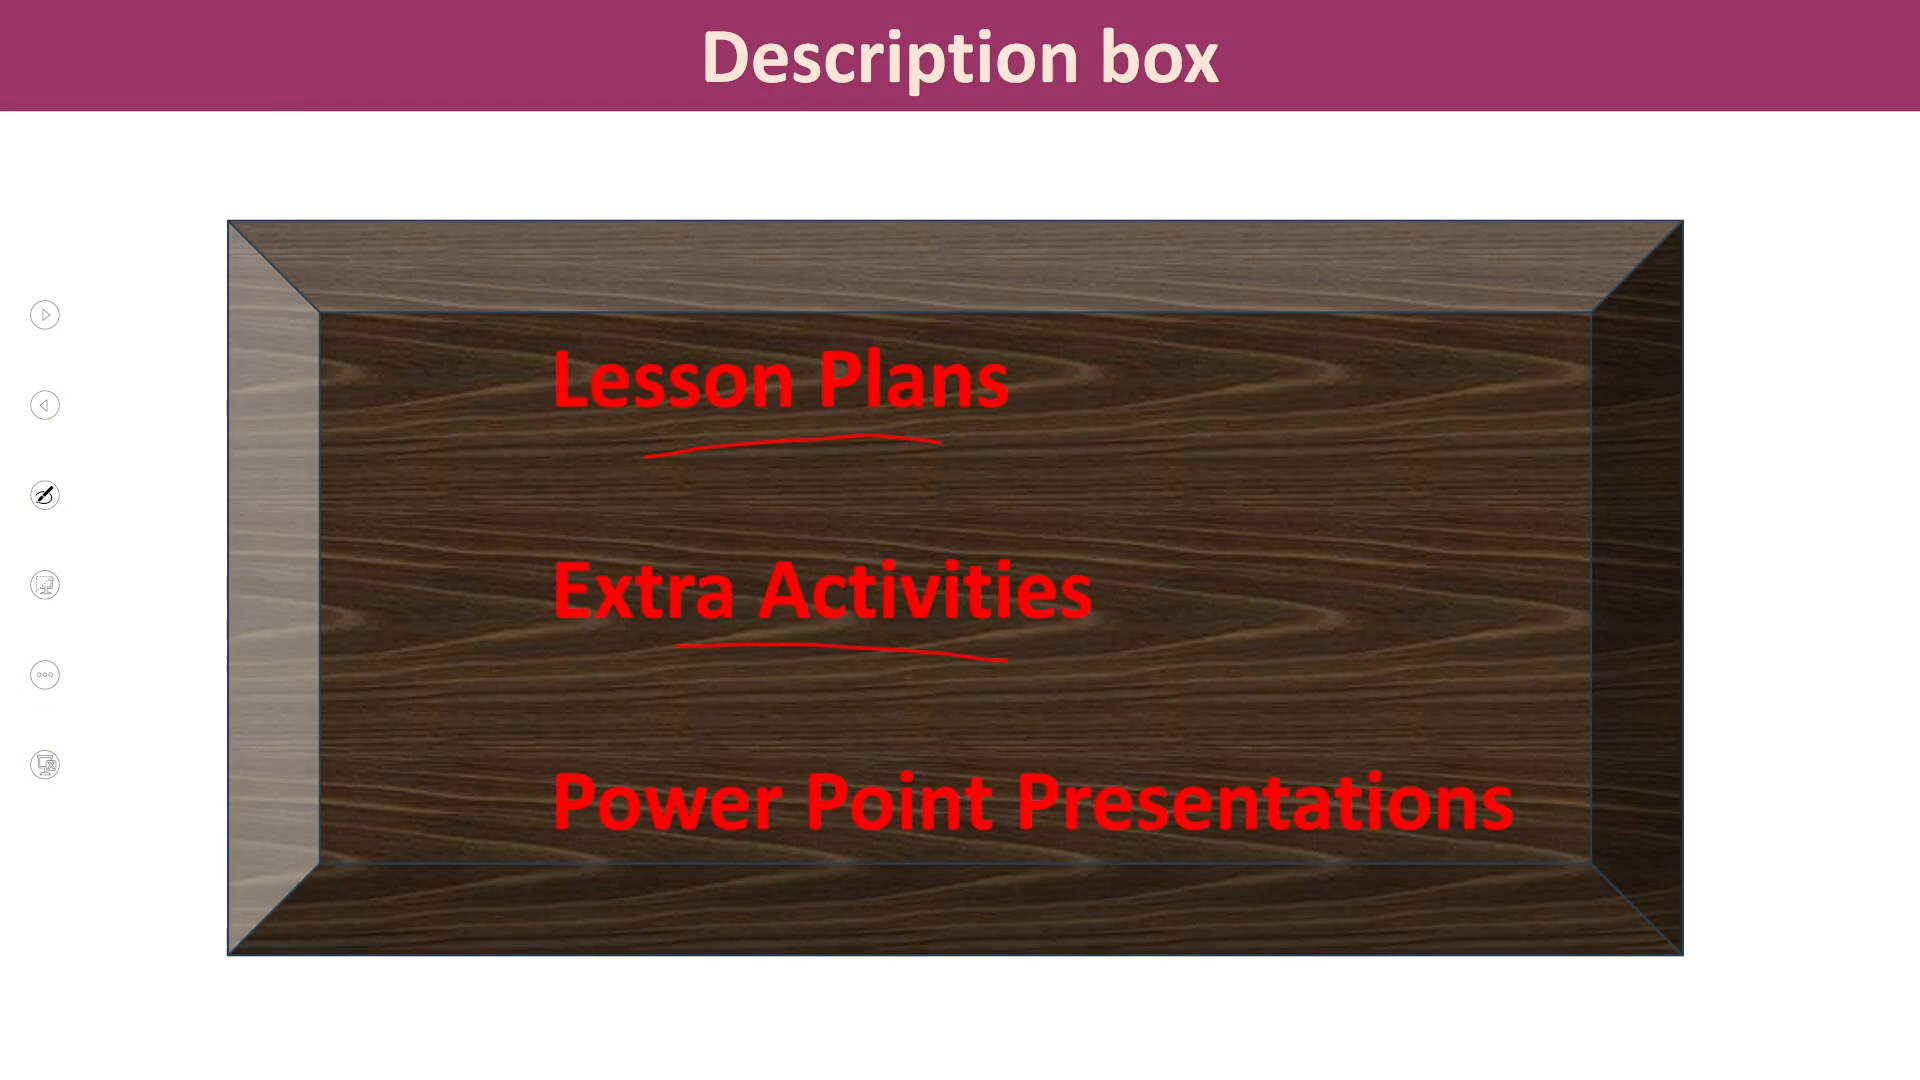 Description box
Lesson Plans
Extra Activities
Power Point Presentations